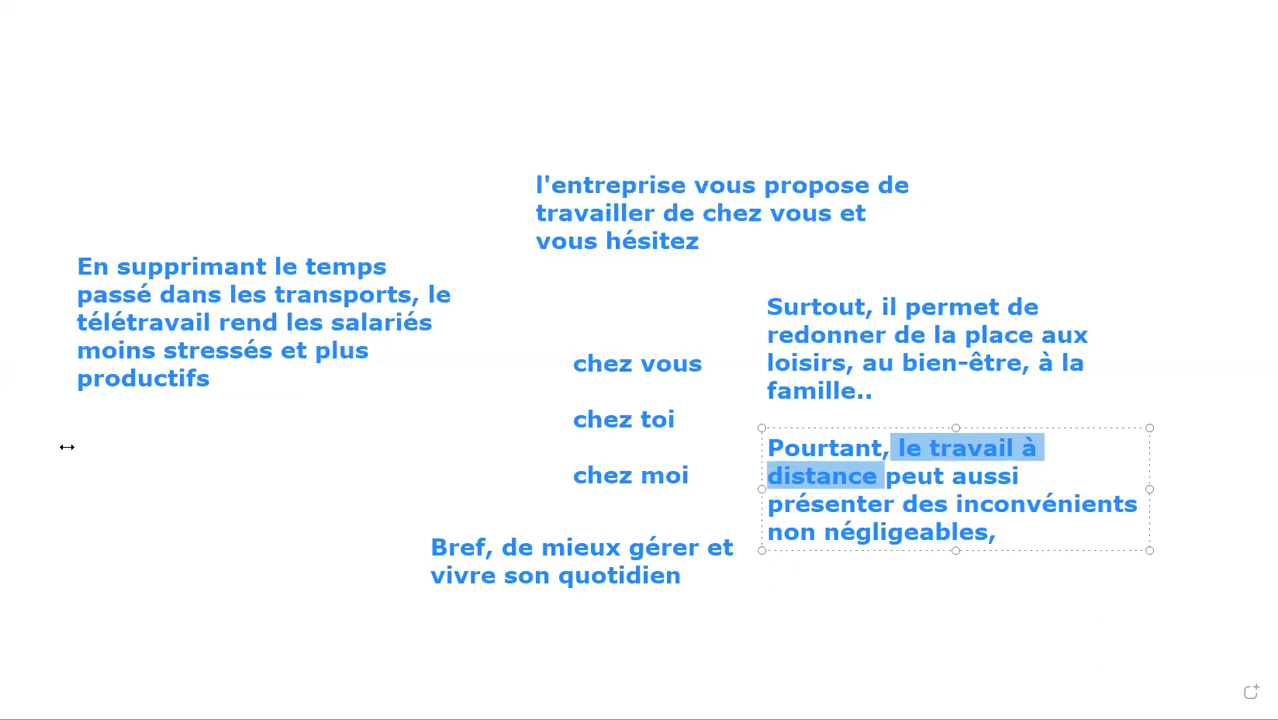 l'entreprise vous propose de
travailler de chez vous et
vous hésitez
En supprimant le temps
passé dans les transports, le
télétravail rend les salariés
moins stressés et plus
productifs
Surtout, il permet de
redonner de la place aux
loisirs, au bien-être, à la
famille..
chez vous
chez toi
chez moi
Pourtant, le travail à
distance peut aussi
présenter des inconvénients
non négligeables,
Bref, de mieux gérer et
vivre son quotidien